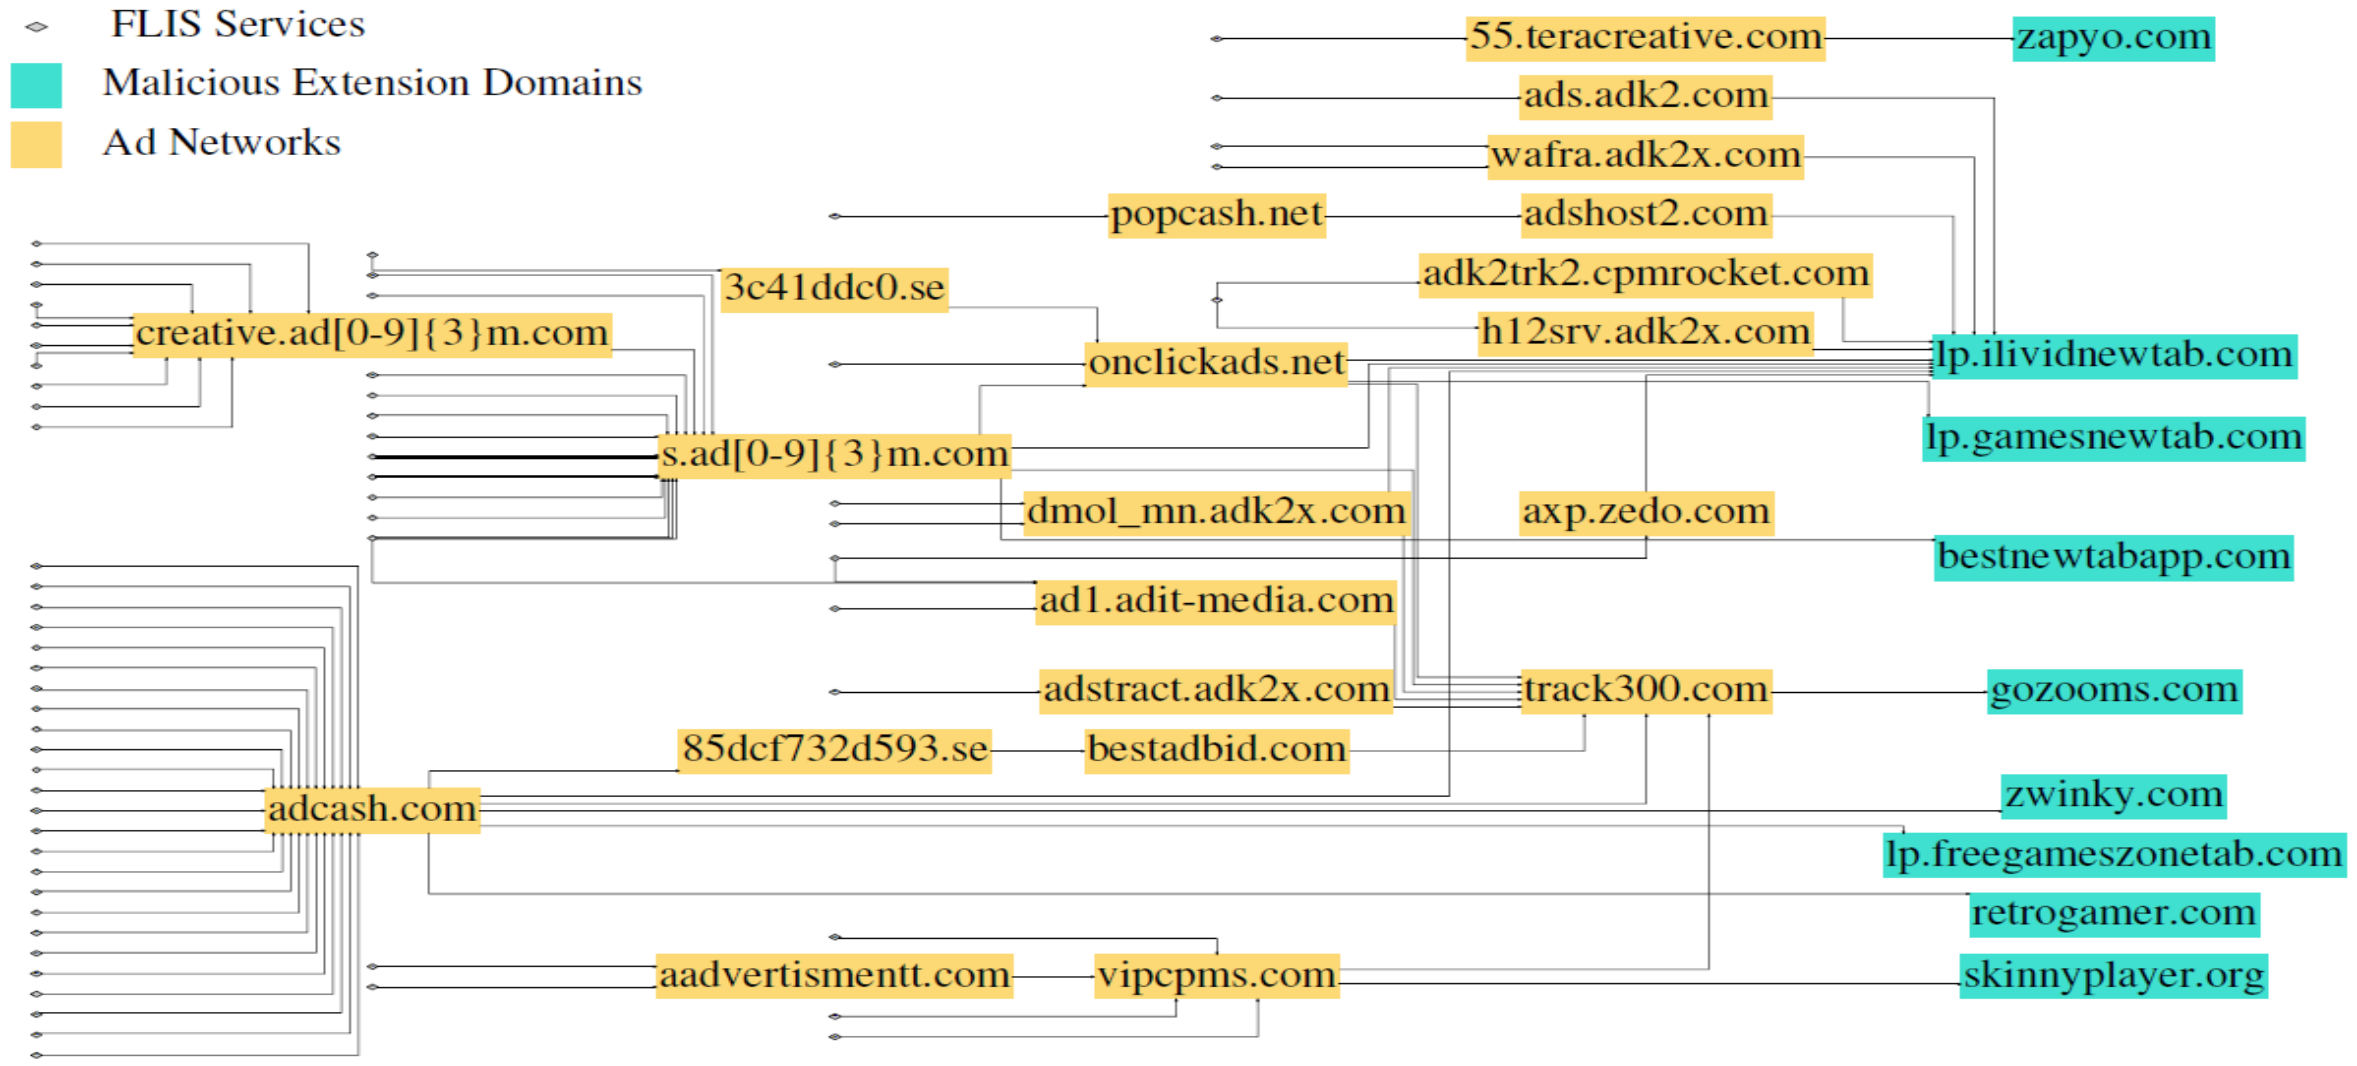 FLIS Services
Malicious Extension Domains
Ad Networks
55.teracreative.com
zapyo.com
ads.adk2.com
wafra.adk2x.com
popcash.net
adshost2.com
3c41ddc0.se
adk2trk2.cpmrocket.com
creative.ad[0-9]{3}m.com
h12srv.adk2x.com
onclickads.net
lp.ilividnewtab.com
lp.gamesnewtab.com
s.ad[0-9]{3}m.com
dmol_mn.adk2x.com
axp.zedo.com
bestnewtabapp.com
ad1.adit-media.com
adstract.adk2x.com
track300.com
gozooms.com
85dcf732d593.se
bestadbid.com
adcash.com
zwinky.com
lp.freegameszonetab.com
retrogamer.com
aadvertismentt.com
vipcpms.com
skinnyplayer.org